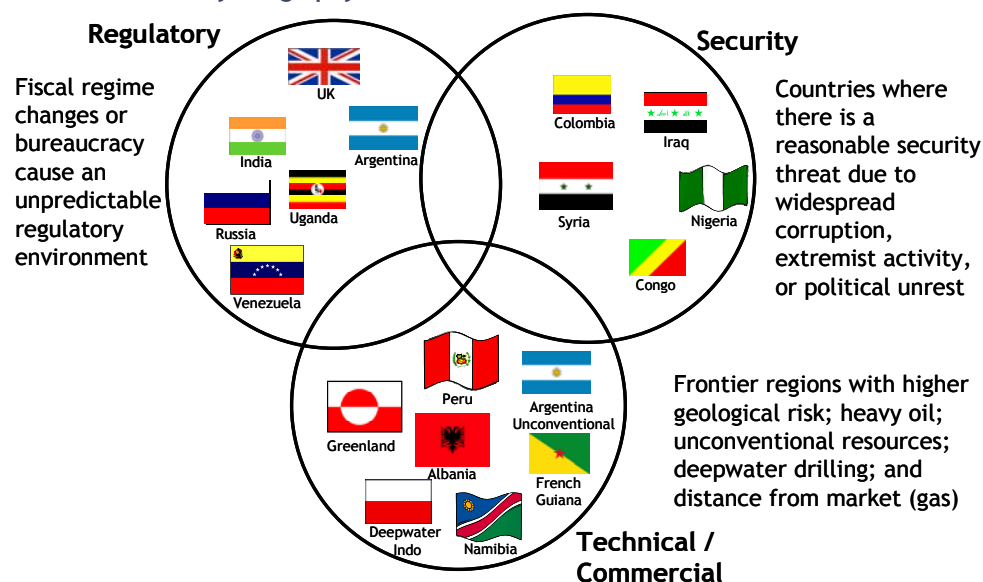 Regulatory
Fiscal regime
changes or
bureaucracy
cause an
unpredictable
regulatory
environment
UK
India
Argentina
Uganda
Russia
Venezuela
Security
Countries where
there is a
reasonable security
threat due to
widespread
corruption,
extremist activity,
or political unrest
Colombia
Iraq
Syria
Nigeria
Congo
Peru
Argentina
Unconventional
Greenland
Albania
French
Guiana
Deepwater
Indo
Namibia
Frontier regions with higher
geological risk; heavy oil;
unconventional resources;
deepwater drilling; and
distance from market (gas)
Technical /
Commercial